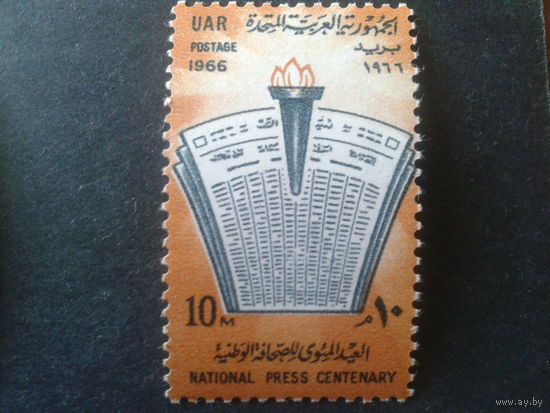 UAR الجمهورية العربية المتحدة
POSTAGE بريد
1966 ١٩٦٦
10 M ١٠ م
العيد المئوى للصحافة الوطنية
NATIONAL PRESS CENTENARY
www.ay.by